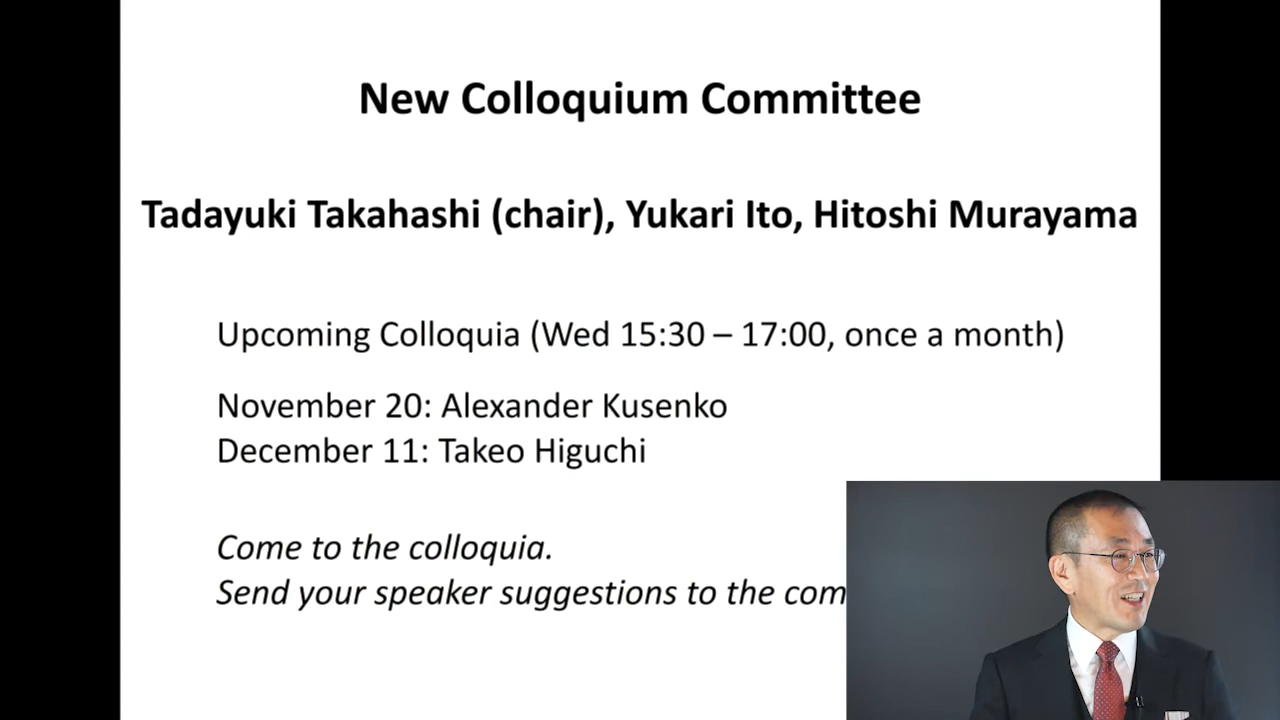 New Colloquium Committee
Tadayuki Takahashi (chair), Yukari Ito, Hitoshi Murayama
Upcoming Colloquia (Wed 15:30 – 17:00, once a month)
November 20: Alexander Kusenko
December 11: Takeo Higuchi
Come to the colloquia.
Send your speaker suggestions to the com